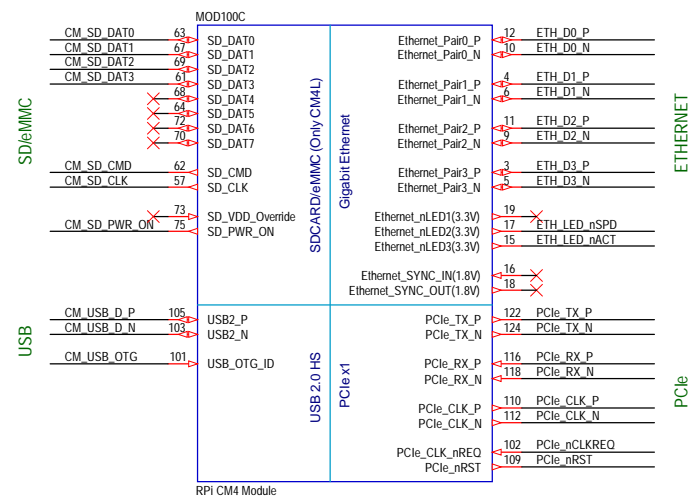 MOD100C
CM_SD_DAT0 63 SD_DAT0
CM_SD_DAT1 67 SD_DAT1
CM_SD_DAT2 69 SD_DAT2
CM_SD_DAT3 61 SD_DAT3
68 SD_DAT4
64 SD_DAT5
72 SD_DAT6
70 SD_DAT7
CM_SD_CMD 62 SD_CMD
CM_SD_CLK 57 SD_CLK
73 SD_VDD_Override
CM_SD_PWR_ON 75 SD_PWR_ON
SD/eMMC
SDCARD/eMMC (Only CM4L)
Gigabit Ethernet
Ethernet_Pair0_P 12 ETH_D0_P
Ethernet_Pair0_N 10 ETH_D0_N
Ethernet_Pair1_P 4 ETH_D1_P
Ethernet_Pair1_N 6 ETH_D1_N
Ethernet_Pair2_P 11 ETH_D2_P
Ethernet_Pair2_N 9 ETH_D2_N
Ethernet_Pair3_P 3 ETH_D3_P
Ethernet_Pair3_N 5 ETH_D3_N
Ethernet_nLED1(3.3V) 19
Ethernet_nLED2(3.3V) 17 ETH_LED_nSPD
Ethernet_nLED3(3.3V) 15 ETH_LED_nACT
Ethernet_SYNC_IN(1.8V) 16
Ethernet_SYNC_OUT(1.8V) 18
ETHERNET
CM_USB_D_P 105 USB2_P
CM_USB_D_N 103 USB2_N
CM_USB_OTG 101 USB_OTG_ID
USB
USB 2.0 HS
PCIe x1
PCIe_TX_P 122 PCIe_TX_P
PCIe_TX_N 124 PCIe_TX_N
PCIe_RX_P 116 PCIe_RX_P
PCIe_RX_N 118 PCIe_RX_N
PCIe_CLK_P 110 PCIe_CLK_P
PCIe_CLK_N 112 PCIe_CLK_N
PCIe_CLK_nREQ 102 PCIe_nCLKREQ
PCIe_nRST 109 PCIe_nRST
PCIe
RPi CM4 Module